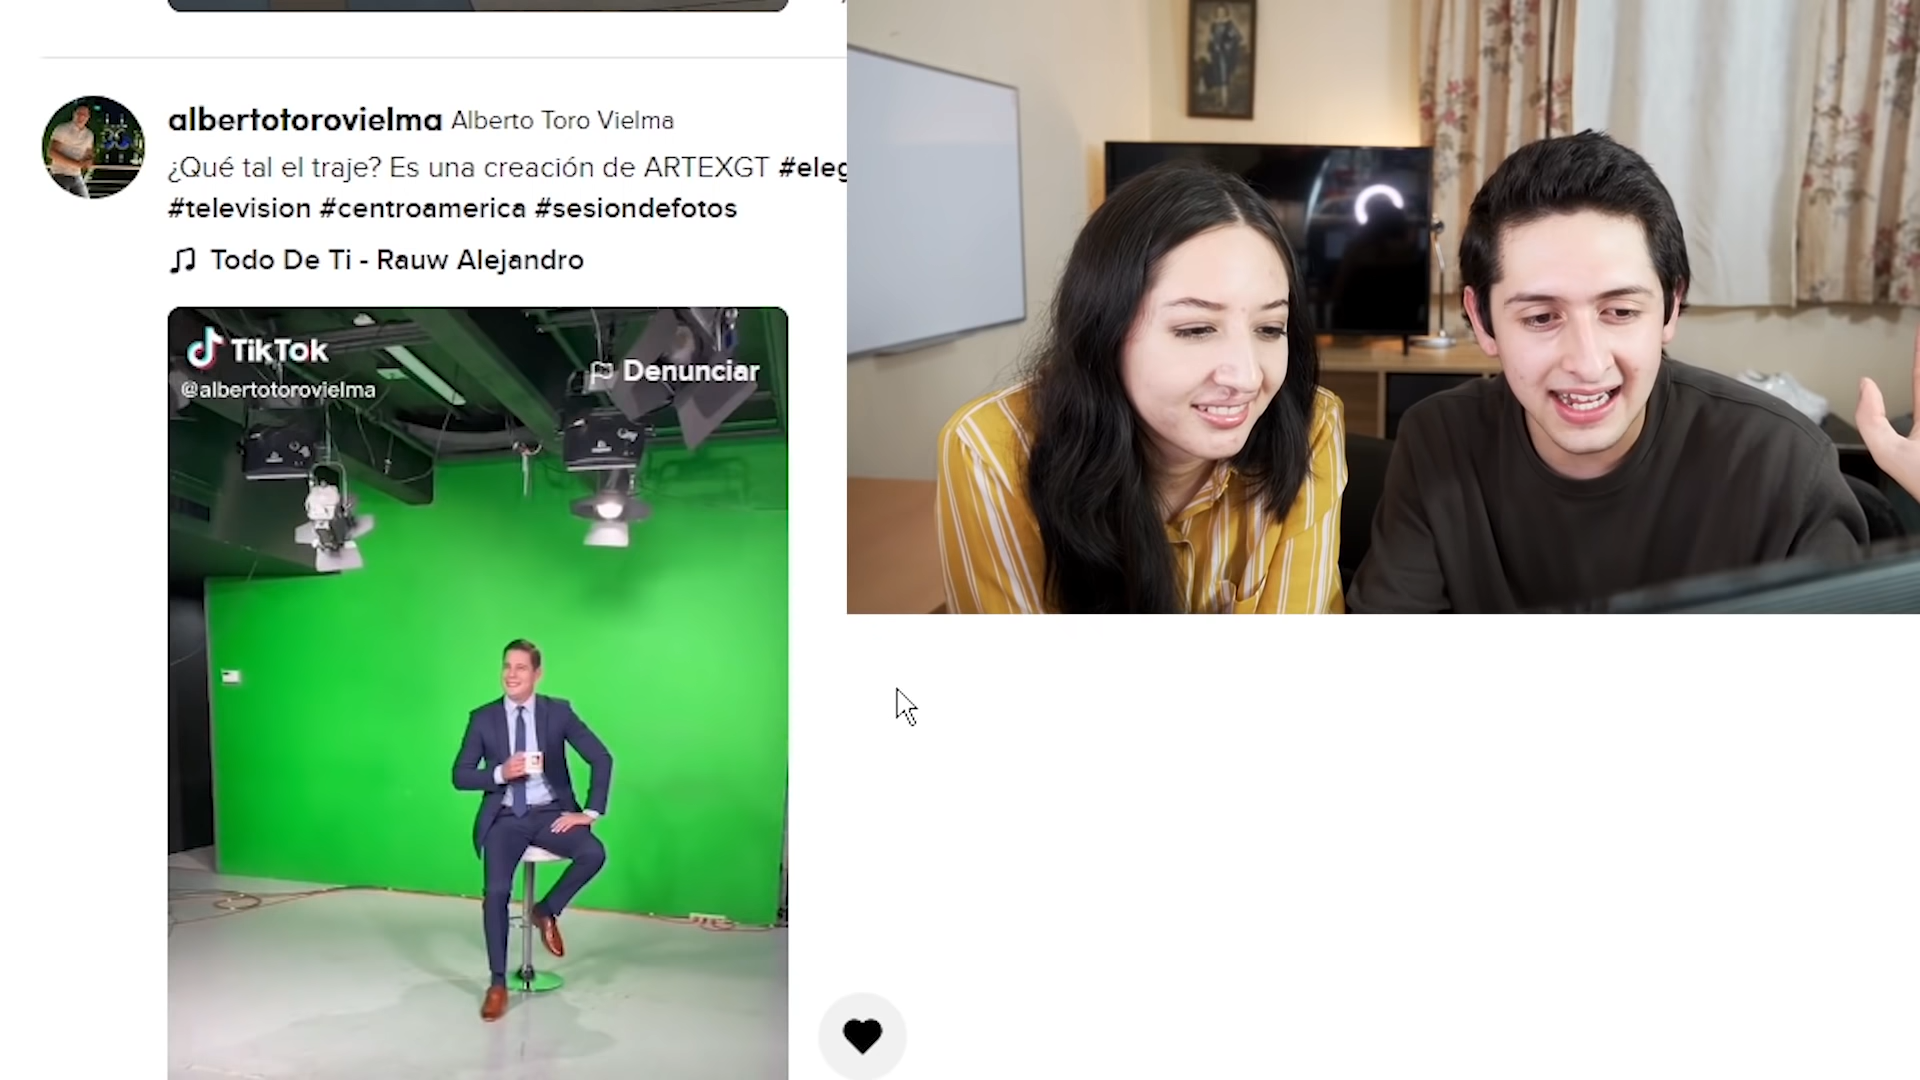 albertotorovielma Alberto Toro Vielma
¿Qué tal el traje? Es una creación de ARTEXGT #eleg
#television #centroamerica #sesiondefotos
Todo De Ti - Rauw Alejandro
TikTok
Denunciar
@albertotorovielma